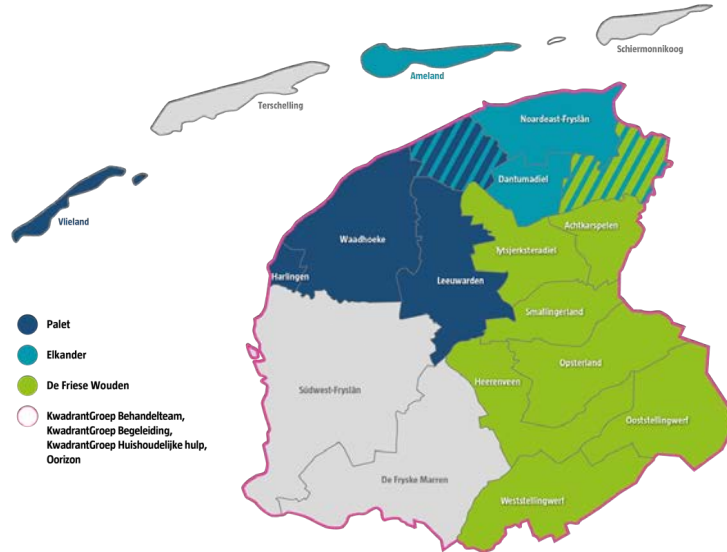 Schiermonnikoog
Ameland
Terschelling
Noardeast-Fryslân
Dantumadiel
Vlieland
Waadhoeke
Achtkarspelen
Tytsjerksteradiel
Harlingen
Leeuwarden
Smallingerland
Palet
Elkander
De Friese Wouden
KwadrantGroep Behandelteam,
KwadrantGroep Begeleiding,
KwadrantGroep Huishoudelijke hulp,
Oorizon
Opsterland
Heerenveen
Súdwest-Fryslân
Ooststellingwerf
De Fryske Marren
Weststellingwerf